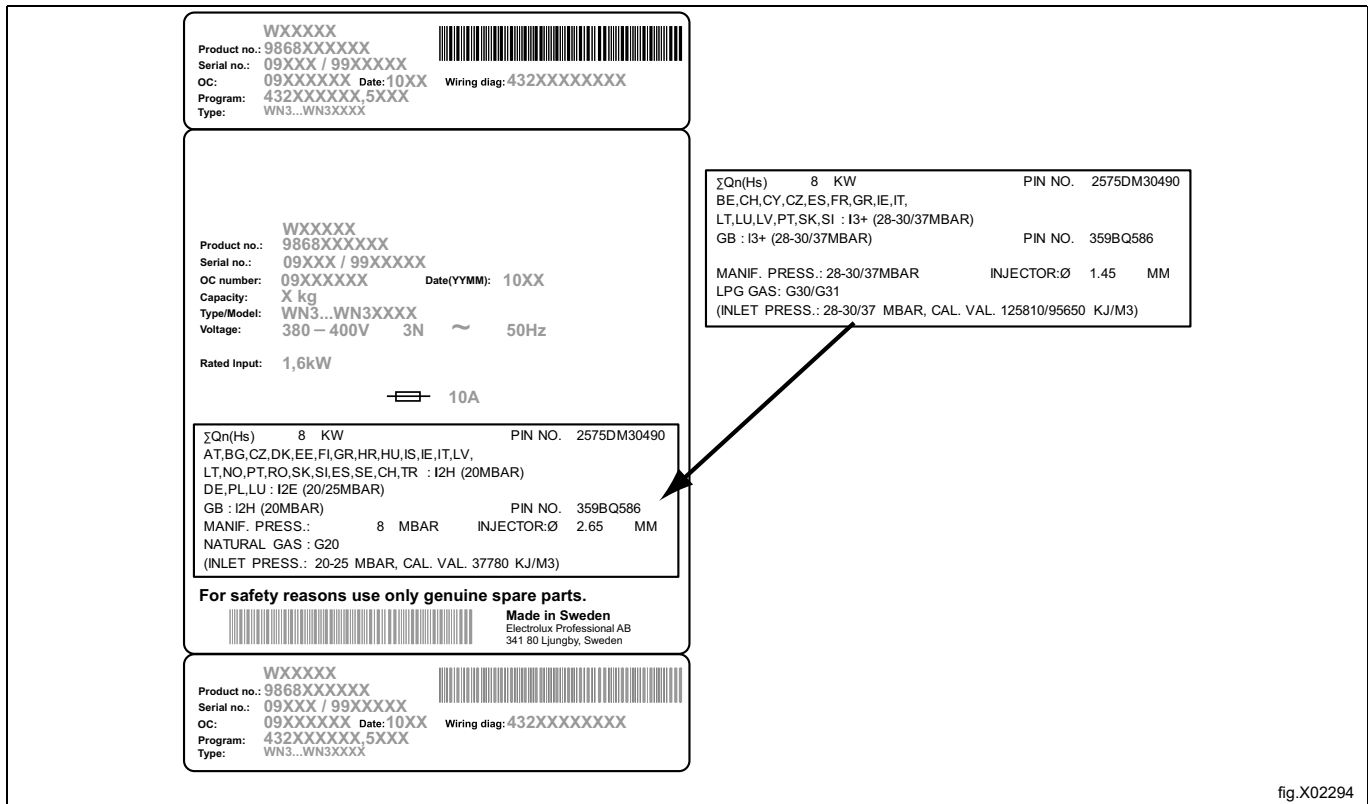 WXXXXX
Product no.: 9868XXXXXX
Serial no.: 09XXX / 99XXXXX
OC: 09XXXXXX Date: 10XX Wiring diag: 432XXXXXXXX
Program: 432XXXXXX,5XXX
Type: WN3...WN3XXXX
WXXXXX
Product no.: 9868XXXXXX
Serial no.: 09XXX / 99XXXXX
OC number: 09XXXXXX Date(YYMM): 10XX
Capacity: X kg
Type/Model: WN3...WN3XXXX
Voltage: 380 – 400V 3N ~ 50Hz
Rated Input: 1,6kW
10A
∑Qn(Hs) 8 KW PIN NO. 2575DM30490
AT,BG,CZ,DK,EE,FI,GR,HR,HU,IS,IE,IT,LV,
LT,NO,PT,RO,SK,SI,ES,SE,CH,TR : I2H (20MBAR)
DE,PL,LU : I2E (20/25MBAR)
GB : I2H (20MBAR) PIN NO. 359BQ586
MANIF. PRESS.: 8 MBAR INJECTOR:Ø 2.65 MM
NATURAL GAS : G20
(INLET PRESS.: 20-25 MBAR, CAL. VAL. 37780 KJ/M3)
For safety reasons use only genuine spare parts.
Made in Sweden
Electrolux Professional AB
341 80 Ljungby, Sweden
WXXXXX
Product no.: 9868XXXXXX
Serial no.: 09XXX / 99XXXXX
OC: 09XXXXXX Date: 10XX Wiring diag: 432XXXXXXXX
Program: 432XXXXXX,5XXX
Type: WN3...WN3XXXX
∑Qn(Hs) 8 KW PIN NO. 2575DM30490
BE,CH,CY,CZ,ES,FR,GR,IE,IT,
LT,LU,LV,PT,SK,SI : I3+ (28-30/37MBAR)
GB : I3+ (28-30/37MBAR) PIN NO. 359BQ586
MANIF. PRESS.: 28-30/37MBAR INJECTOR:Ø 1.45 MM
LPG GAS: G30/G31
(INLET PRESS.: 28-30/37 MBAR, CAL. VAL. 125810/95650 KJ/M3)
fig.X02294